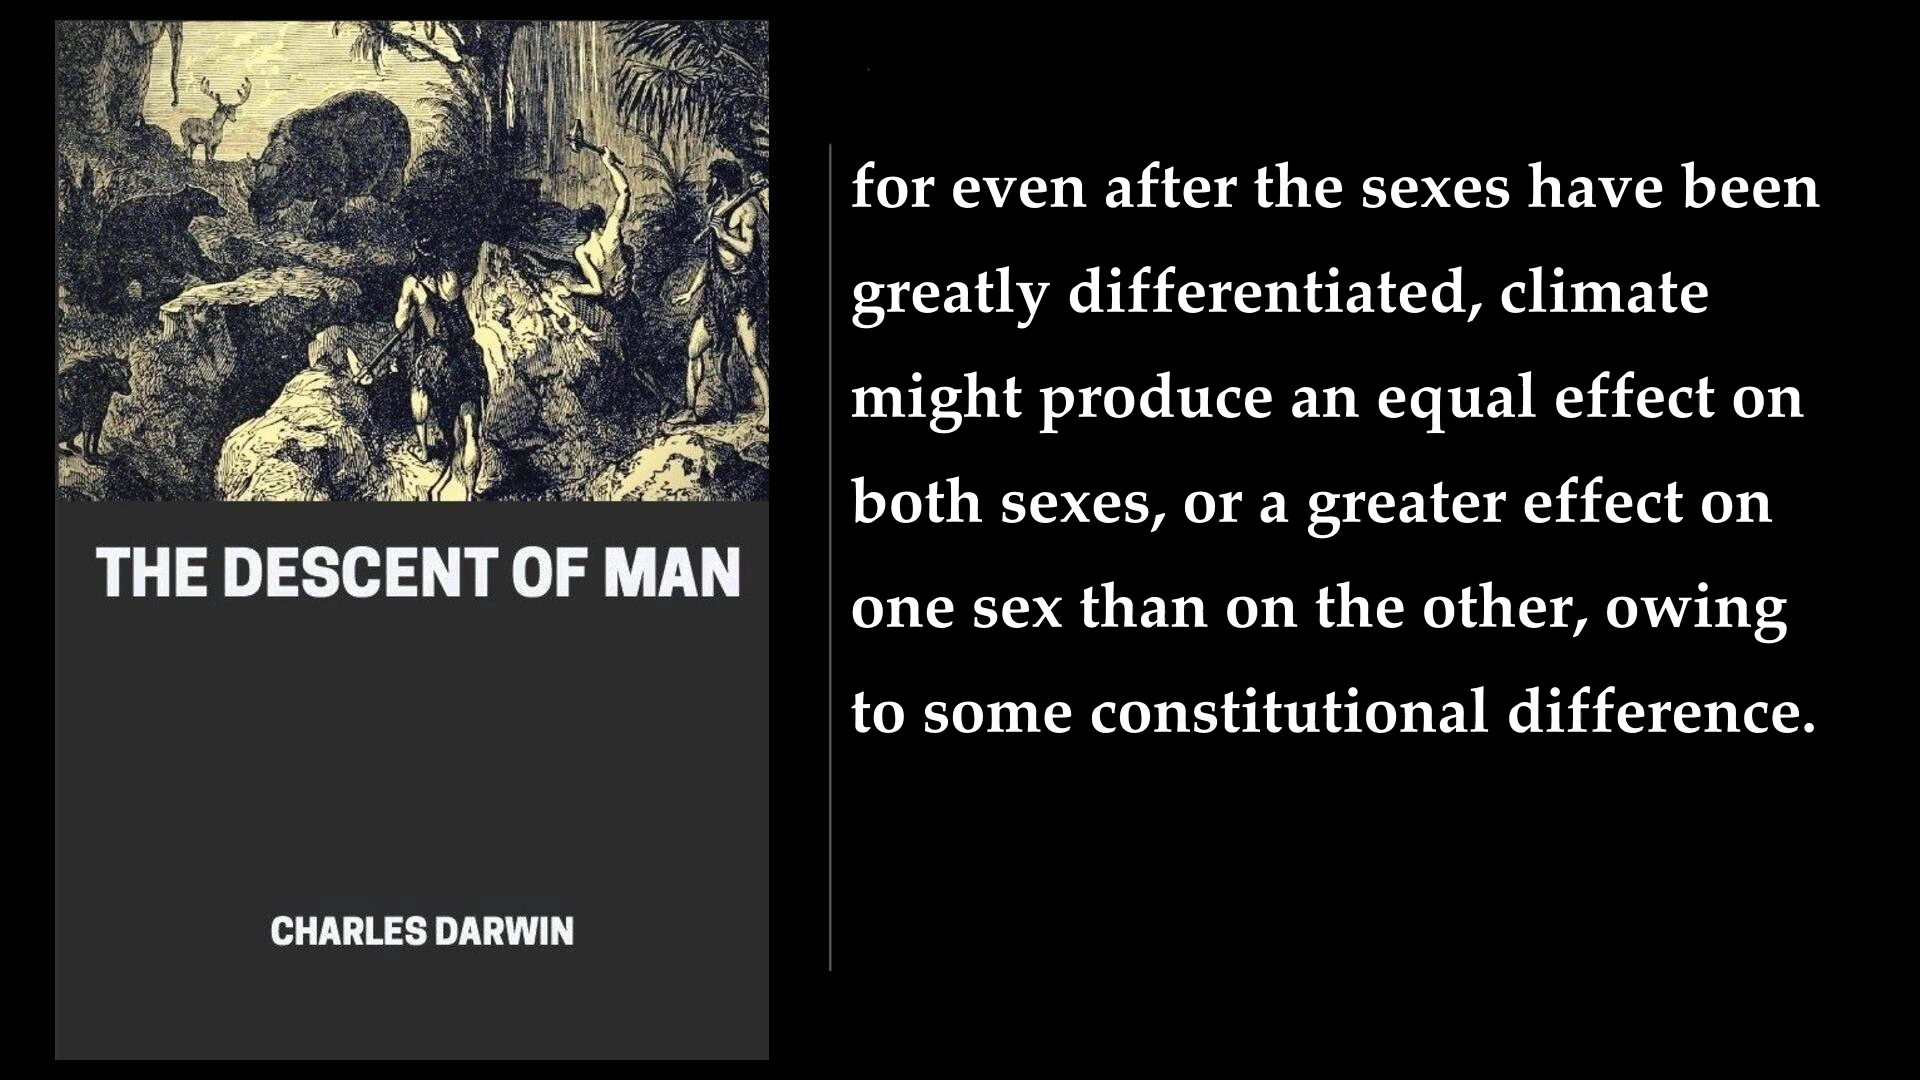 THE DESCENT OF MAN
CHARLES DARWIN
for even after the sexes have been
greatly differentiated, climate
might produce an equal effect on
both sexes, or a greater effect on
one sex than on the other, owing
to some constitutional difference.